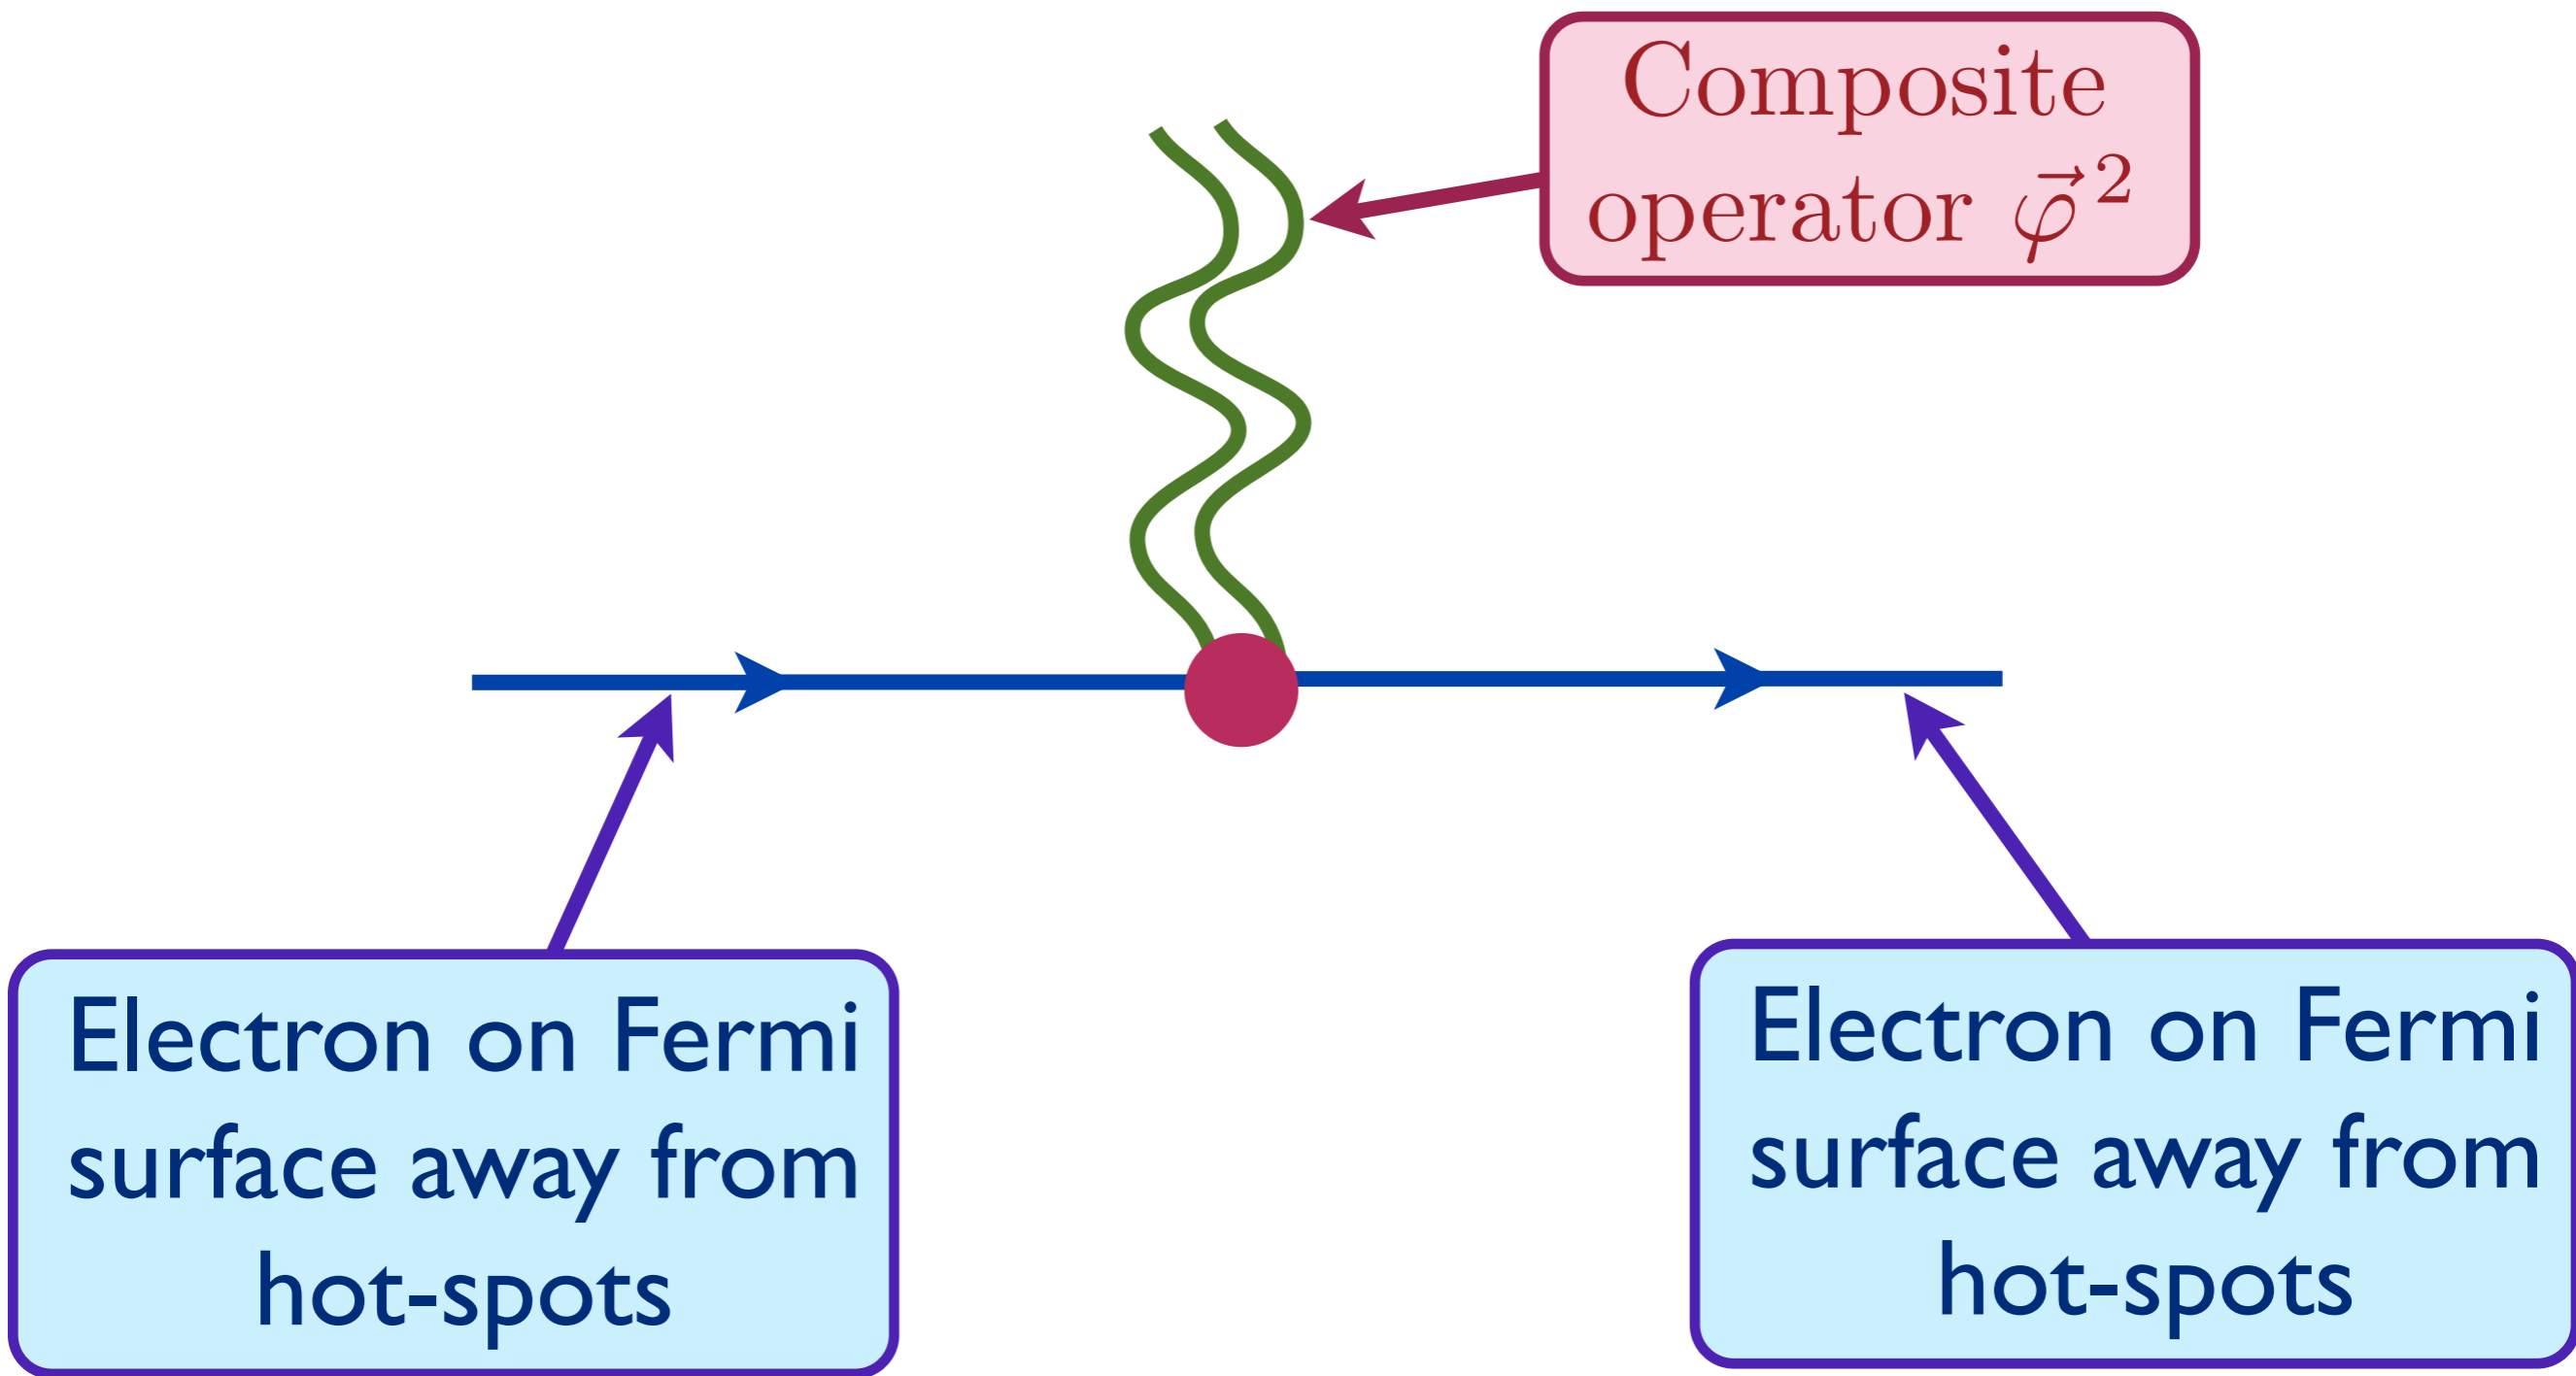 Composite
operator $\vec{\varphi}^{\,2}$
Electron on Fermi
surface away from
hot-spots
Electron on Fermi
surface away from
hot-spots